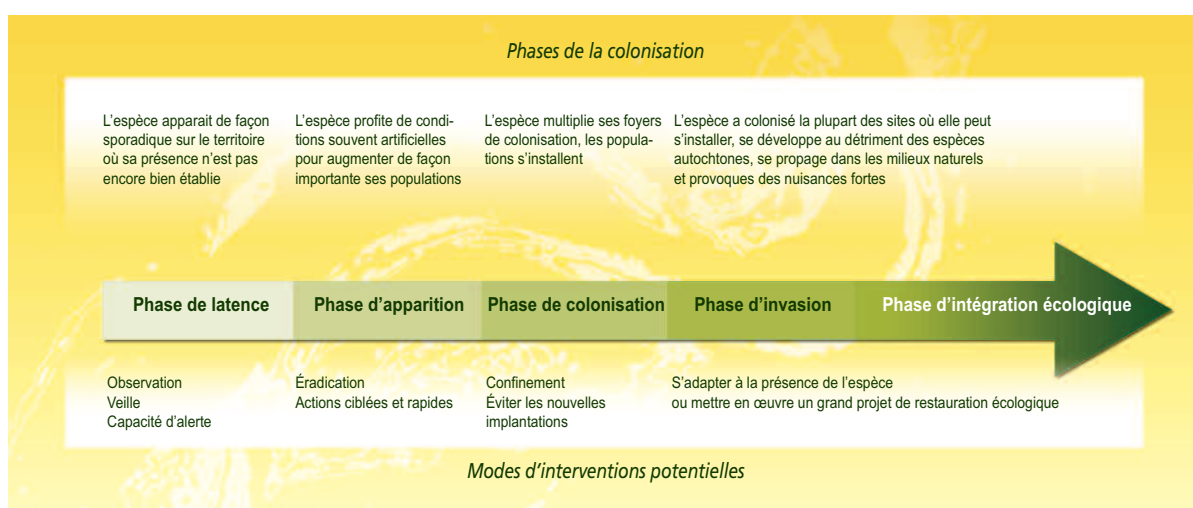 Phases de la colonisation
L'espèce apparait de façon
sporadique sur le territoire
où sa présence n'est pas
encore bien établie
L'espèce profite de condi-
tions souvent artificielles
pour augmenter de façon
importante ses populations
L'espèce multiplie ses foyers
de colonisation, les popula-
tions s'installent
L'espèce a colonisé la plupart des sites où elle peut
s'installer, se développe au détriment des espèces
autochtones, se propage dans les milieux naturels
et provoques des nuisances fortes
Phase de latence
Phase d'apparition
Phase de colonisation
Phase d'invasion
Phase d'intégration écologique
Observation
Veille
Capacité d'alerte
Éradication
Actions ciblées et rapides
Confinement
Éviter les nouvelles
implantations
S'adapter à la présence de l'espèce
ou mettre en œuvre un grand projet de restauration écologique
Modes d'interventions potentielles